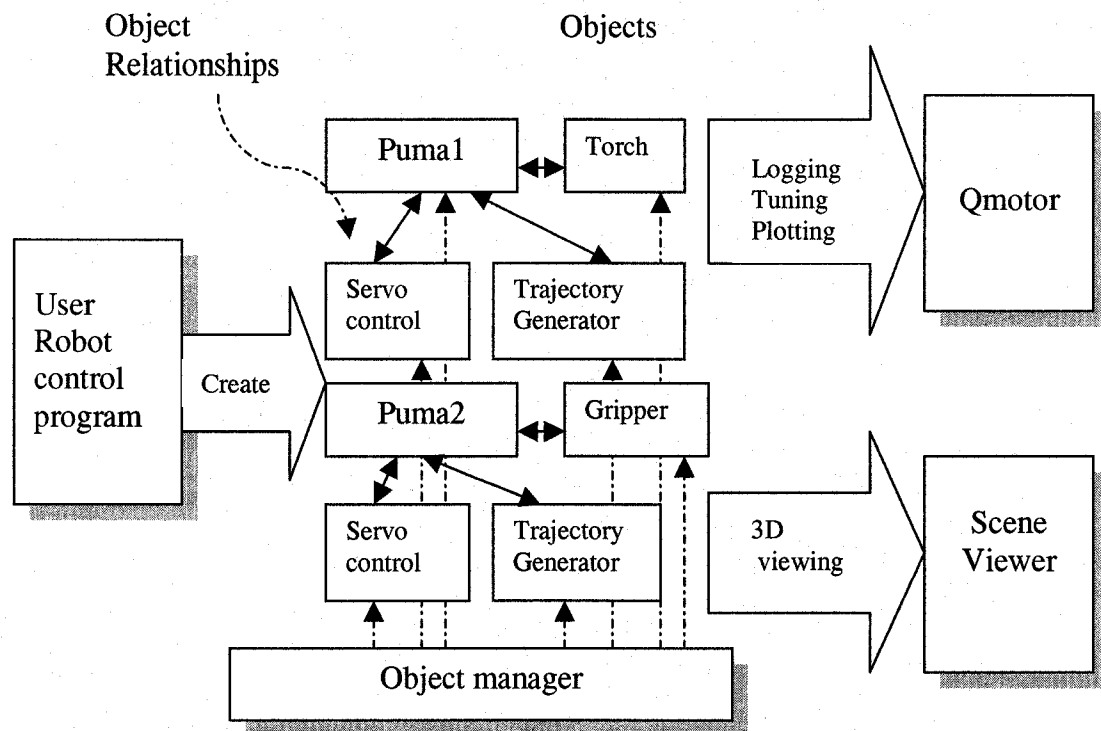 Object
Relationships
Objects
Puma1
Torch
Logging
Tuning
Plotting
Qmotor
User
Robot
control
program
Create
Servo
control
Trajectory
Generator
Puma2
Gripper
Servo
control
Trajectory
Generator
3D
viewing
Scene
Viewer
Object manager